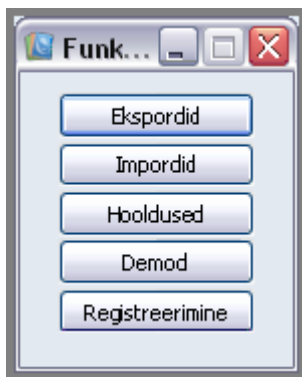 Funk...
Ekspordid
Impordid
Hooldused
Demod
Registreerimine